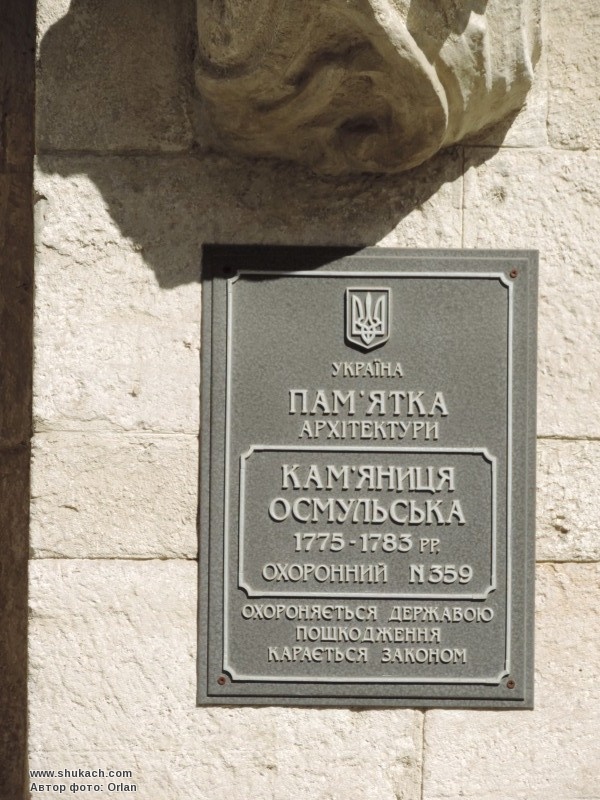 УКРАЇНА
ПАМ'ЯТКА
АРХІТЕКТУРИ
КАМ'ЯНИЦЯ
ОСМУЛЬСЬКА
1775-1783 РР.
ОХОРОННИЙ N359
ОХОРОНЯЄТЬСЯ ДЕРЖАВОЮ
ПОШКОДЖЕННЯ
КАРАЄТЬСЯ ЗАКОНОМ
www.shukach.com
Автор фото: Orlan